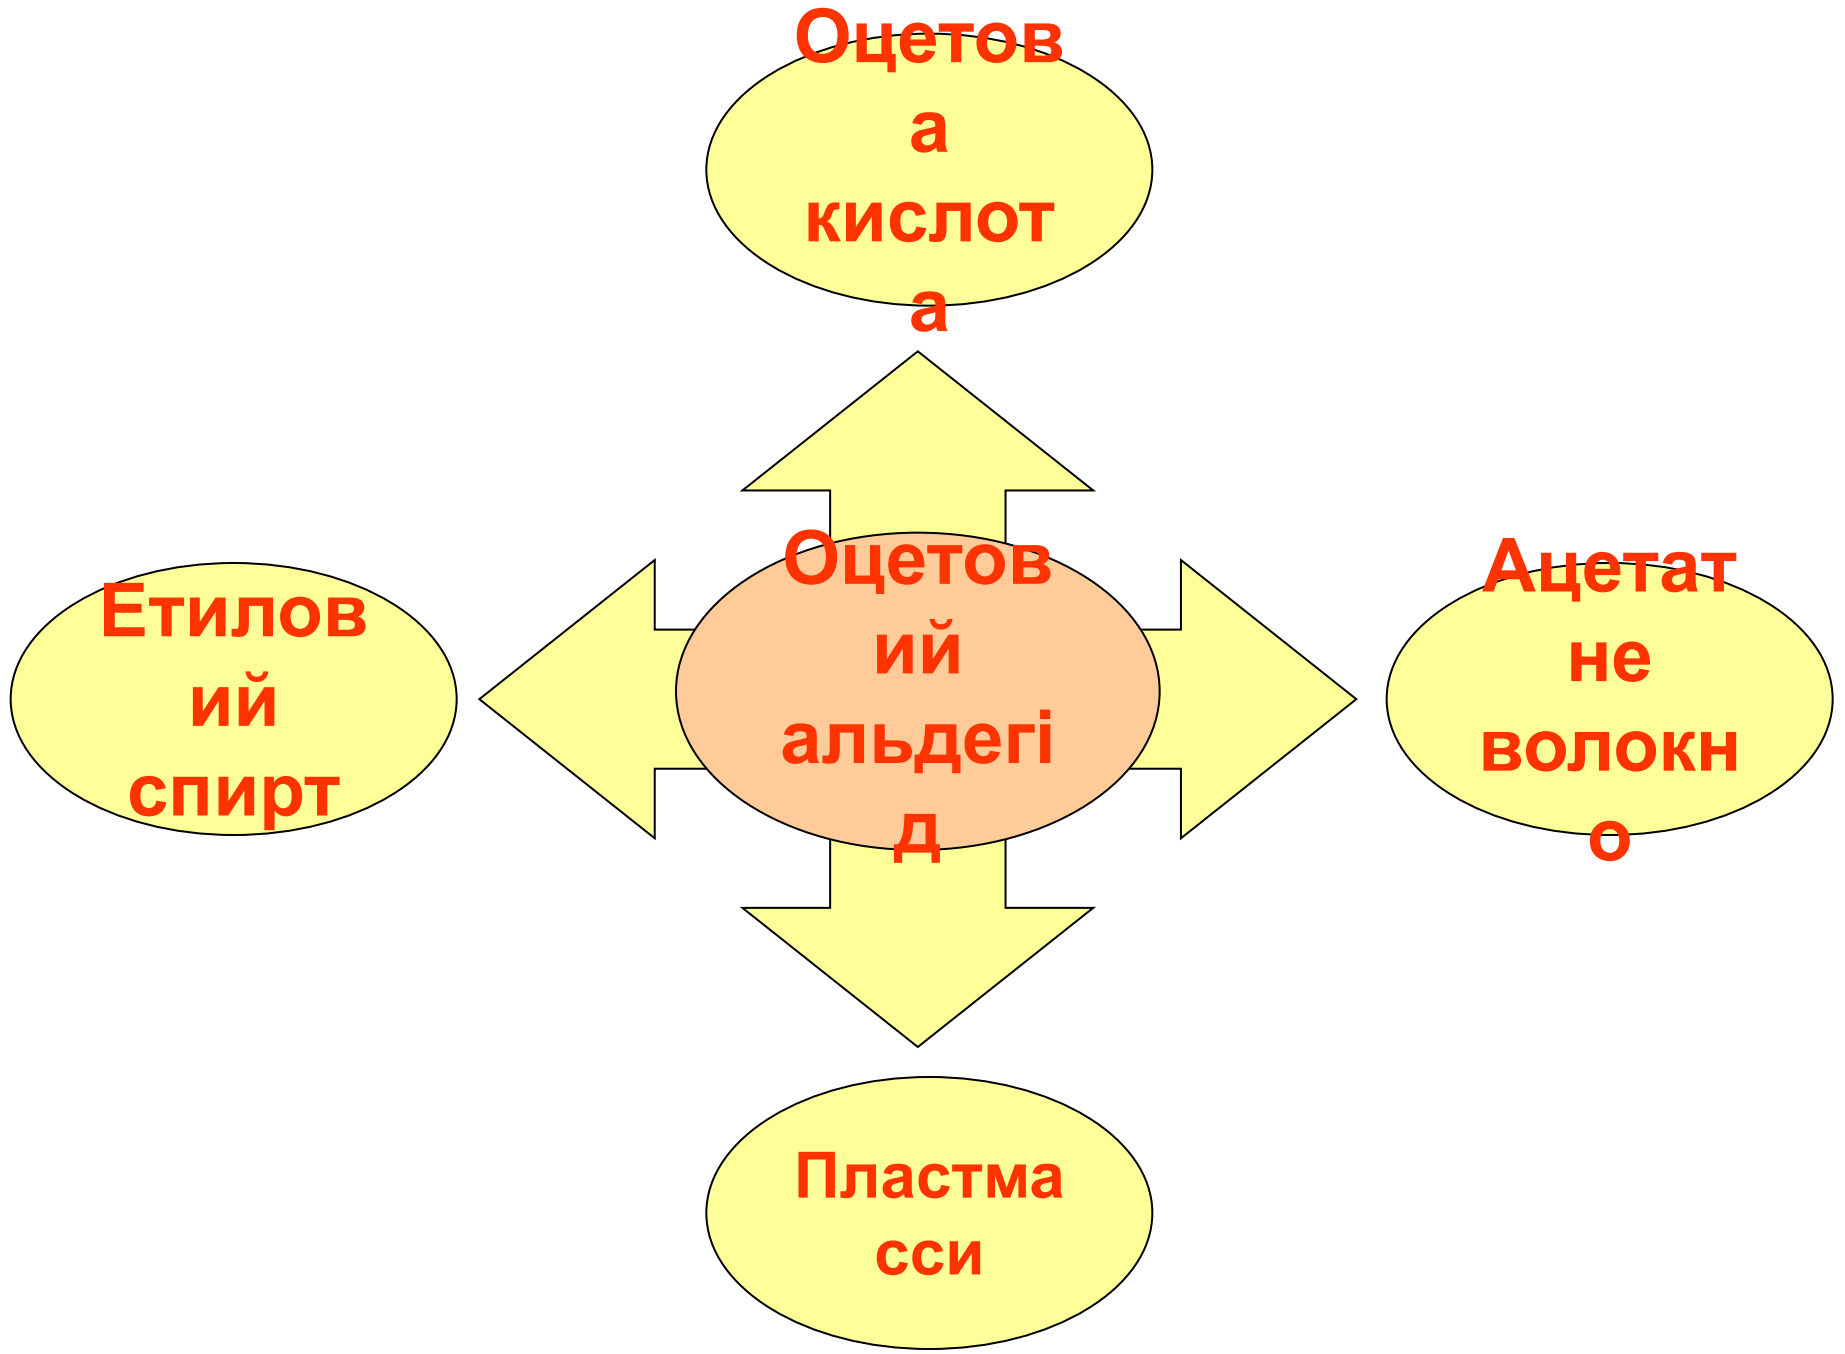 Оцетов
а
кислот
а
Етилов
ий
спирт
Оцетов
ий
альдегі
д
Ацетат
не
волокн
о
Пластма
сси